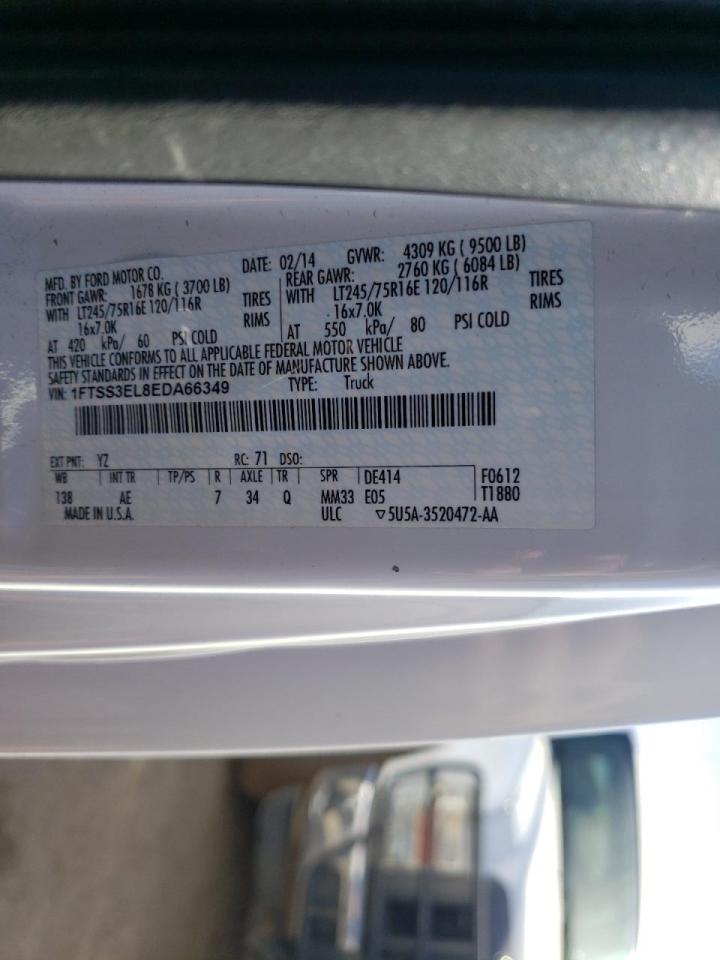 MFD. BY FORD MOTOR CO. DATE: 02/14 GVWR: 4309 KG ( 9500 LB)
FRONT GAWR: 1678 KG ( 3700 LB) REAR GAWR: 2760 KG ( 6084 LB)
WITH LT245/75R16E 120/116R TIRES WITH LT245/75R16E 120/116R TIRES
16x7.0K RIMS 16x7.0K RIMS
AT 420 kPa/ 60 PSI COLD AT 550 kPa/ 80 PSI COLD
THIS VEHICLE CONFORMS TO ALL APPLICABLE FEDERAL MOTOR VEHICLE
SAFETY STANDARDS IN EFFECT ON THE DATE OF MANUFACTURE SHOWN ABOVE.
VIN: 1FTSS3EL8EDA66349 TYPE: Truck
EXT PNT: YZ RC: 71 DSO:
WB INT TR TP/PS R AXLE TR SPR DE414 F0612
138 AE 7 34 Q MM33 E05 T1880
MADE IN U.S.A. ULC ▽5U5A-3520472-AA